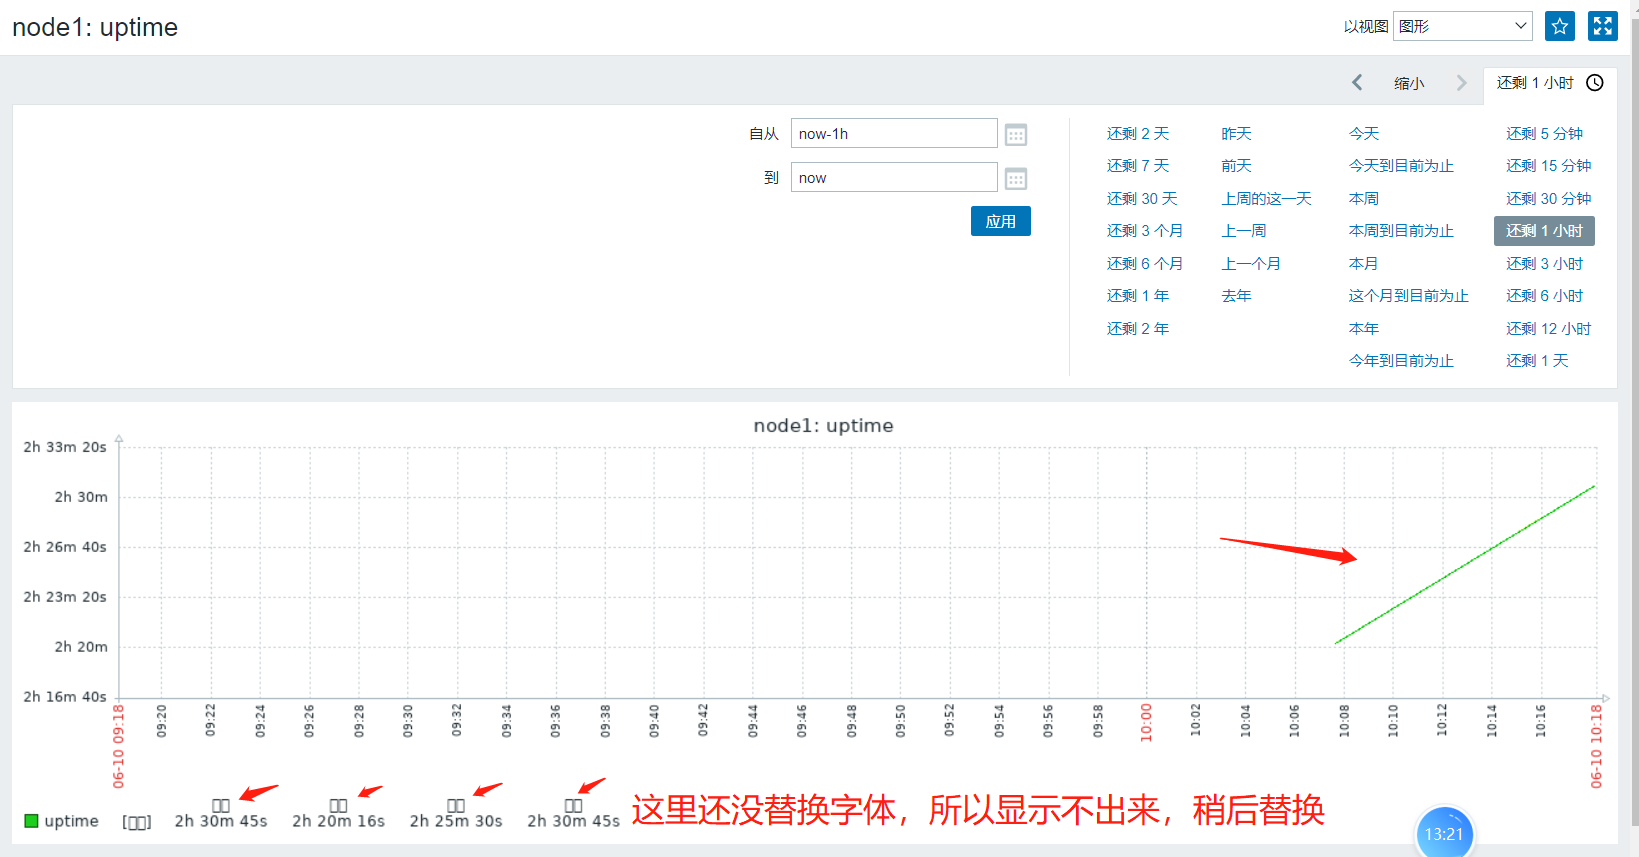 node1: uptime
以视图 图形
缩小
还剩 1 小时
自从 now-1h
到 now
应用
还剩 2 天 昨天 今天 还剩 5 分钟
还剩 7 天 前天 今天到目前为止 还剩 15 分钟
还剩 30 天 上周的这一天 本周 还剩 30 分钟
还剩 3 个月 上一周 本周到目前为止 还剩 1 小时
还剩 6 个月 上一个月 本月 还剩 3 小时
还剩 1 年 去年 这个月到目前为止 还剩 6 小时
还剩 2 年 本年 还剩 12 小时
今年到目前为止 还剩 1 天
node1: uptime
2h 33m 20s
2h 30m
2h 26m 40s
2h 23m 20s
2h 20m
2h 16m 40s
06-10 09:18
09:20
09:22
09:24
09:26
09:28
09:30
09:32
09:34
09:36
09:38
09:40
09:42
09:44
09:46
09:48
09:50
09:52
09:54
09:56
09:58
10:00
10:02
10:04
10:06
10:08
10:10
10:12
10:14
10:16
06-10 10:18
□□ □□ □□ □□
uptime [□□] 2h 30m 45s 2h 20m 16s 2h 25m 30s 2h 30m 45s
这里还没替换字体，所以显示不出来，稍后替换
13:21